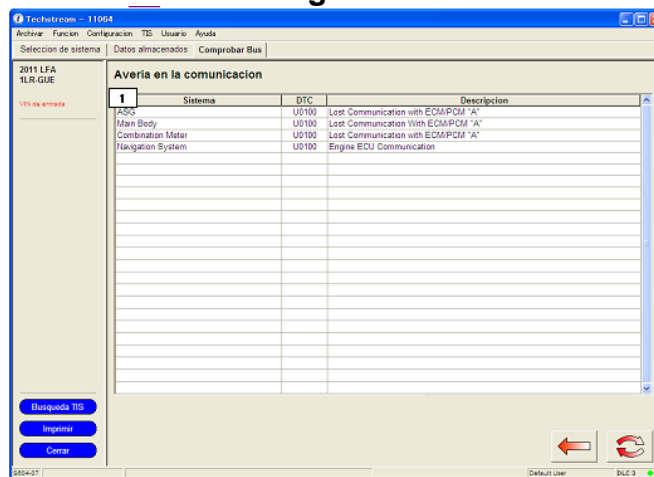 Techstream - 11064
Archivar Funcion Configuracion TIS Usuario Ayuda
Seleccion de sistema Datos almacenados Comprobar Bus
2011 LFA
1LR-GUE
VIN de entrada
Averia en la comunicacion
1
Sistema DTC Descripcion
ASG U0100 Lost Communication with ECM/PCM "A"
Main Body U0100 Lost Communication With ECM/PCM "A"
Combination Meter U0100 Lost Communication with ECM/PCM "A"
Navigation System U0100 Engine ECU Communication
Busqueda TIS
Imprimir
Cerrar
S604-07 Default User DLC 3